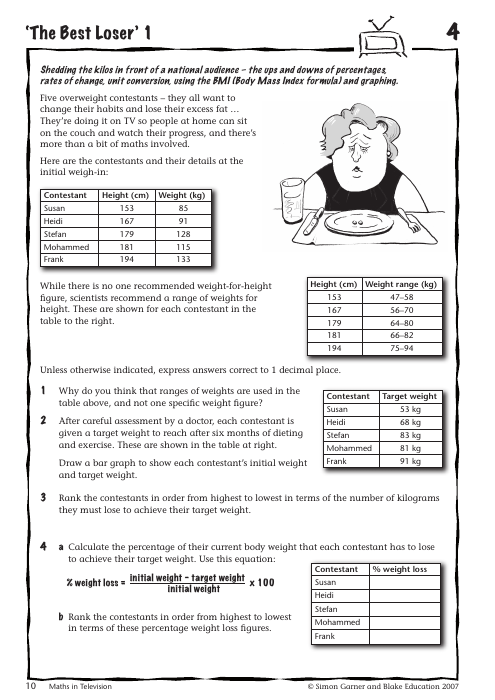 'The Best Loser' 1
4
Shedding the kilos in front of a national audience – the ups and downs of percentages,
rates of change, unit conversion, using the BMI (Body Mass Index formula) and graphing.
Five overweight contestants – they all want to
change their habits and lose their excess fat ...
They're doing it on TV so people at home can sit
on the couch and watch their progress, and there's
more than a bit of maths involved.
Here are the contestants and their details at the
initial weigh-in:
Contestant Height (cm) Weight (kg)
Susan 153 85
Heidi 167 91
Stefan 179 128
Mohammed 181 115
Frank 194 133
While there is no one recommended weight-for-height
figure, scientists recommend a range of weights for
height. These are shown for each contestant in the
table to the right.
Height (cm) Weight range (kg)
153 47–58
167 56–70
179 64–80
181 66–82
194 75–94
Unless otherwise indicated, express answers correct to 1 decimal place.
1 Why do you think that ranges of weights are used in the
table above, and not one specific weight figure?
2 After careful assessment by a doctor, each contestant is
given a target weight to reach after six months of dieting
and exercise. These are shown in the table at right.
Draw a bar graph to show each contestant's initial weight
and target weight.
Contestant Target weight
Susan 53 kg
Heidi 68 kg
Stefan 83 kg
Mohammed 81 kg
Frank 91 kg
3 Rank the contestants in order from highest to lowest in terms of the number of kilograms
they must lose to achieve their target weight.
4 a Calculate the percentage of their current body weight that each contestant has to lose
to achieve their target weight. Use this equation:
% weight loss = initial weight – target weight x 100
initial weight
b Rank the contestants in order from highest to lowest
in terms of these percentage weight loss figures.
Contestant % weight loss
Susan
Heidi
Stefan
Mohammed
Frank
10 Maths in Television
© Simon Garner and Blake Education 2007